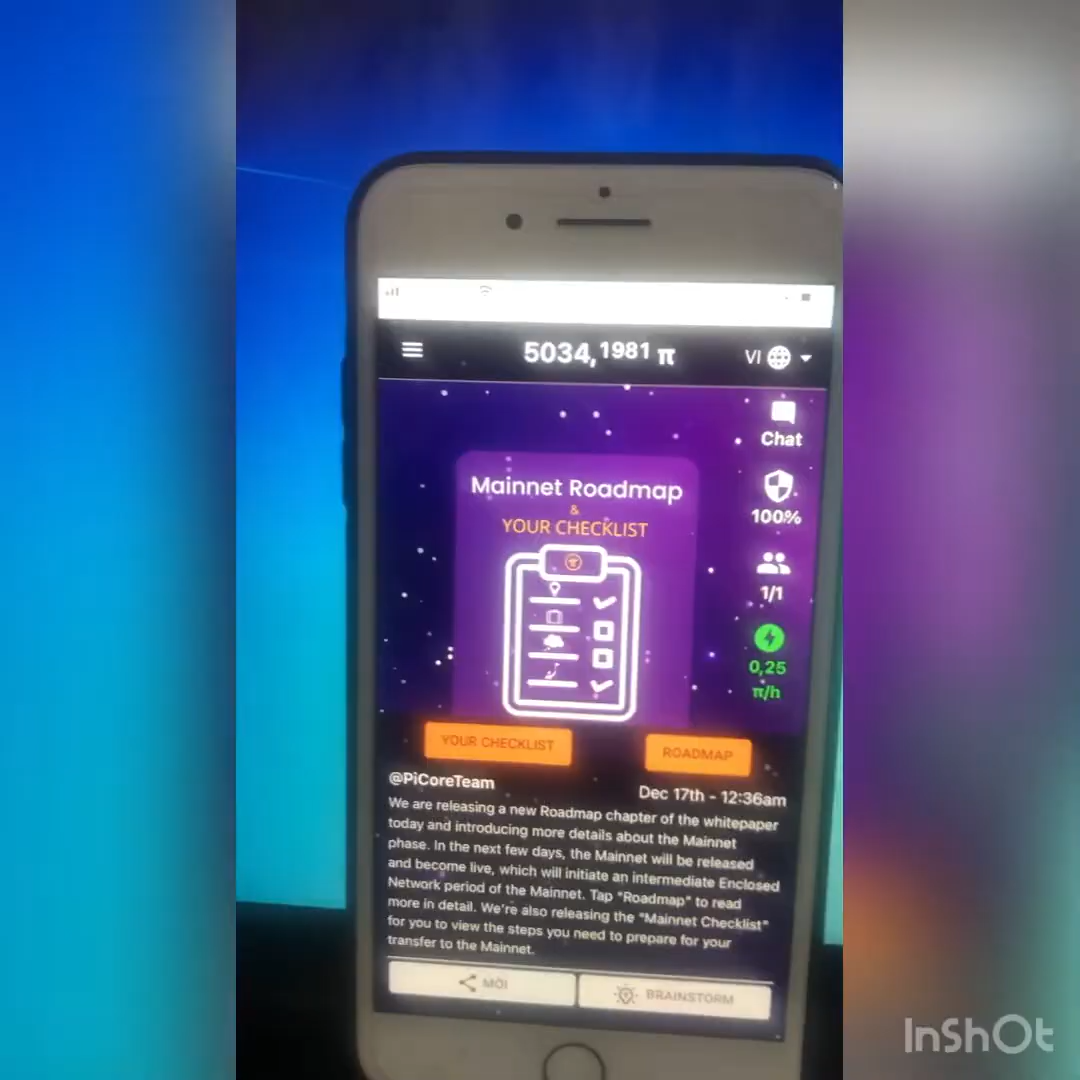 5034,1981 π
VI
Chat
Mainnet Roadmap
&
YOUR CHECKLIST
100%
1/1
0,25
π/h
YOUR CHECKLIST
ROADMAP
@PiCoreTeam
Dec 17th - 12:36am
We are releasing a new Roadmap chapter of the whitepaper
today and introducing more details about the Mainnet
phase. In the next few days, the Mainnet will be released
and become live, which will initiate an intermediate Enclosed
Network period of the Mainnet. Tap "Roadmap" to read
more in detail. We're also releasing the "Mainnet Checklist"
for you to view the steps you need to prepare for your
transfer to the Mainnet.
MỜI
BRAINSTORM
InShOt